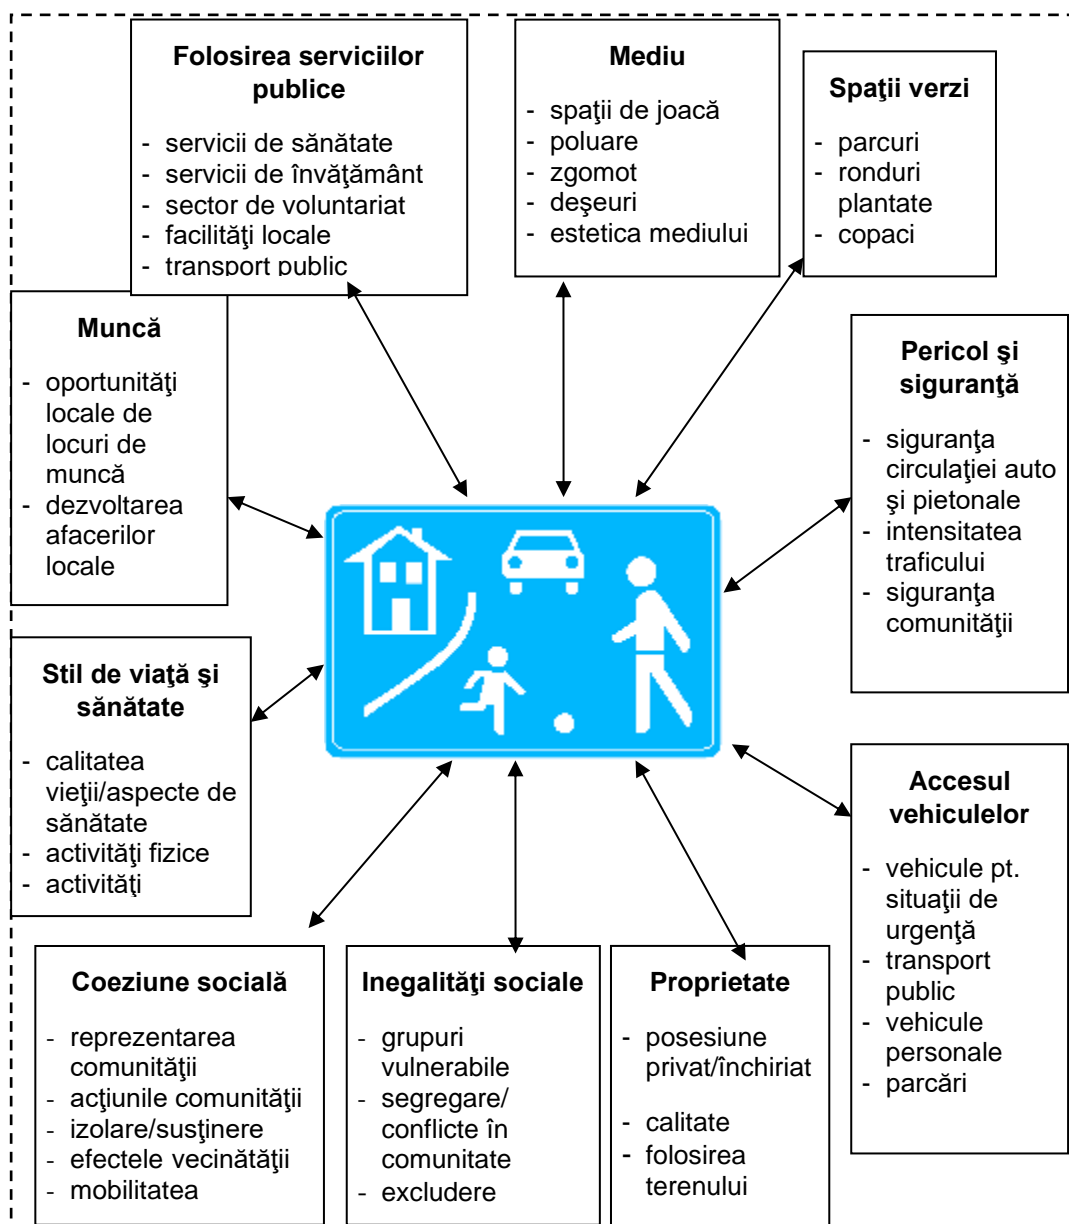 Folosirea serviciilor
publice
- servicii de sănătate
- servicii de învăţământ
- sector de voluntariat
- facilităţi locale
- transport public
Mediu
- spaţii de joacă
- poluare
- zgomot
- deşeuri
- estetica mediului
Spaţii verzi
- parcuri
- ronduri
plantate
- copaci
Muncă
- oportunităţi
locale de
locuri de
muncă
- dezvoltarea
afacerilor
locale
Pericol şi
siguranţă
- siguranţa
circulaţiei auto
şi pietonale
- intensitatea
traficului
- siguranţa
comunităţii
Stil de viaţă şi
sănătate
- calitatea
vieţii/aspecte de
sănătate
- activităţi fizice
- activităţi
Accesul
vehiculelor
- vehicule pt.
situaţii de
urgenţă
- transport
public
- vehicule
personale
- parcări
Coeziune socială
- reprezentarea
comunităţii
- acţiunile comunităţii
- izolare/susţinere
- efectele vecinătăţii
- mobilitatea
Inegalităţi sociale
- grupuri
vulnerabile
- segregare/
conflicte în
comunitate
- excludere
Proprietate
- posesiune
privat/închiriat
- calitate
- folosirea
terenului